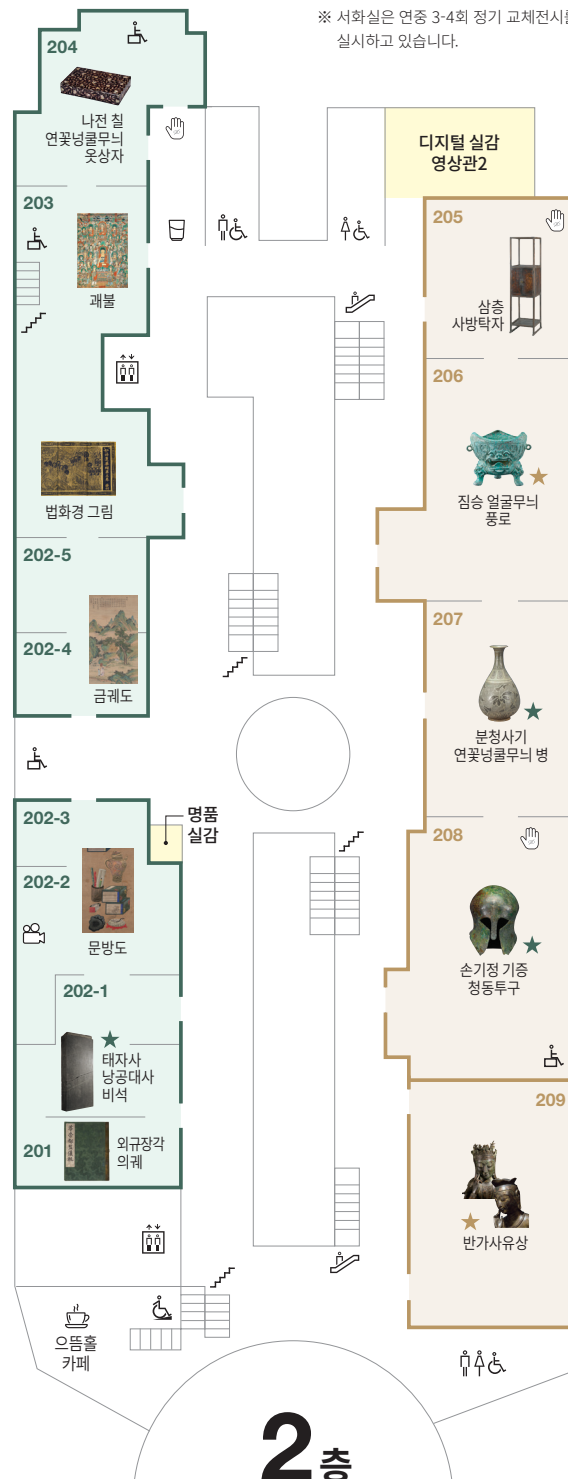 ※ 서화실은 연중 3-4회 정기 교체전시를
실시하고 있습니다.
204
나전 칠
연꽃넝쿨무늬
옷상자
디지털 실감
영상관2
203
괘불
205
삼층
사방탁자
206
짐승 얼굴무늬
풍로
법화경 그림
202-5
202-4
금궤도
207
분청사기
연꽃넝쿨무늬 병
202-3
명품
실감
202-2
문방도
208
손기정 기증
청동투구
202-1
태자사
낭공대사
비석
201
외규장각
의궤
209
반가사유상
으뜸홀
카페
2층